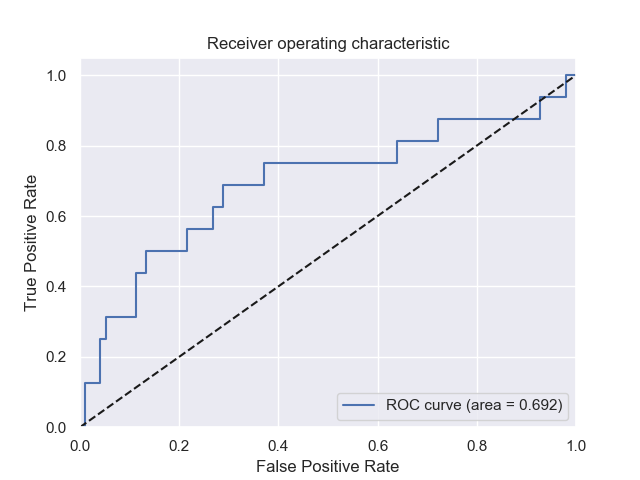 Receiver operating characteristic
1.0
0.8
0.6
0.4
0.2
0.0
True Positive Rate
ROC curve (area = 0.692)
0.0 0.2 0.4 0.6 0.8 1.0
False Positive Rate